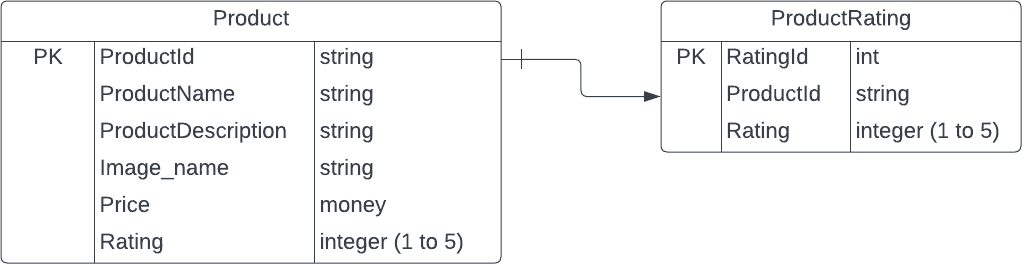 Product
PK ProductId string
ProductName string
ProductDescription string
Image_name string
Price money
Rating integer (1 to 5)
ProductRating
PK RatingId int
ProductId string
Rating integer (1 to 5)